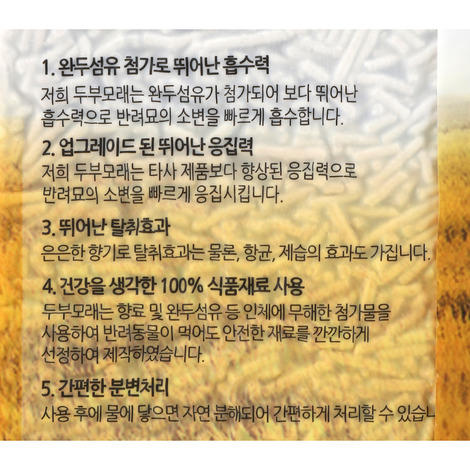 1. 완두섬유 첨가로 뛰어난 흡수력
저희 두부모래는 완두섬유가 첨가되어 보다 뛰어난
흡수력으로 반려묘의 소변을 빠르게 흡수합니다.
2. 업그레이드 된 뛰어난 응집력
저희 두부모래는 타사 제품보다 향상된 응집력으로
반려묘의 소변을 빠르게 응집시킵니다.
3. 뛰어난 탈취효과
은은한 향기로 탈취효과는 물론, 항균, 제습의 효과도 가집니다.
4. 건강을 생각한 100% 식품재료 사용
두부모래는 향료 및 완두섬유 등 인체에 무해한 첨가물을
사용하여 반려동물이 먹어도 안전한 재료를 깐깐하게
선정하여 제작하였습니다.
5. 간편한 분변처리
사용 후에 물에 닿으면 자연 분해되어 간편하게 처리할 수 있습니